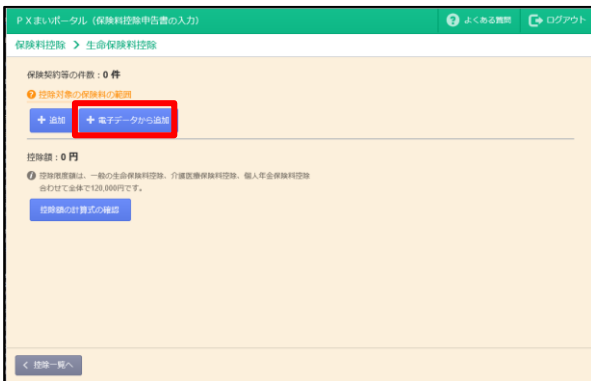 PXまいポータル（保険料控除申告書の入力）
よくある質問
ログアウト
保険料控除 > 生命保険料控除
保険契約等の件数：0 件
控除対象の保険料の範囲
+ 追加
+ 電子データから追加
控除額：0 円
控除限度額は、一般の生命保険料控除、介護医療保険料控除、個人年金保険料控除
合わせて全体で120,000円です。
控除額の計算式の確認
< 控除一覧へ